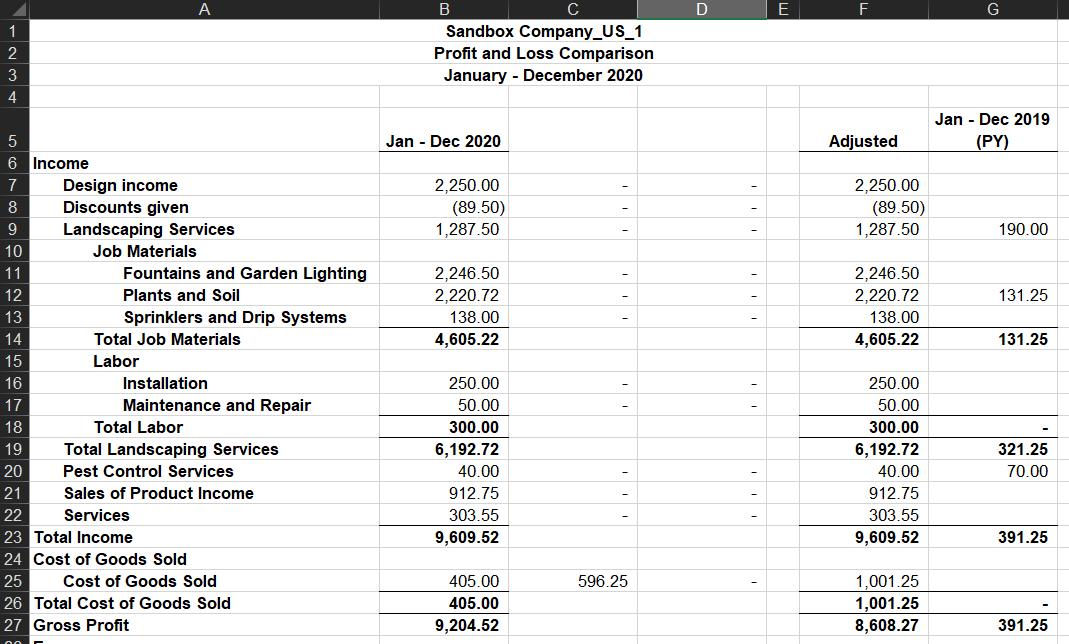 A B C D E F G
1 Sandbox Company_US_1
2 Profit and Loss Comparison
3 January - December 2020
4
Jan - Dec 2019
5 Jan - Dec 2020 Adjusted (PY)
6 Income
7 Design income 2,250.00 - - 2,250.00
8 Discounts given (89.50) - - (89.50)
9 Landscaping Services 1,287.50 - - 1,287.50 190.00
10 Job Materials
11 Fountains and Garden Lighting 2,246.50 - - 2,246.50
12 Plants and Soil 2,220.72 - - 2,220.72 131.25
13 Sprinklers and Drip Systems 138.00 - - 138.00
14 Total Job Materials 4,605.22 4,605.22 131.25
15 Labor
16 Installation 250.00 - - 250.00
17 Maintenance and Repair 50.00 - - 50.00
18 Total Labor 300.00 300.00 -
19 Total Landscaping Services 6,192.72 6,192.72 321.25
20 Pest Control Services 40.00 - - 40.00 70.00
21 Sales of Product Income 912.75 - - 912.75
22 Services 303.55 - - 303.55
23 Total Income 9,609.52 9,609.52 391.25
24 Cost of Goods Sold
25 Cost of Goods Sold 405.00 596.25 - 1,001.25
26 Total Cost of Goods Sold 405.00 1,001.25 -
27 Gross Profit 9,204.52 8,608.27 391.25